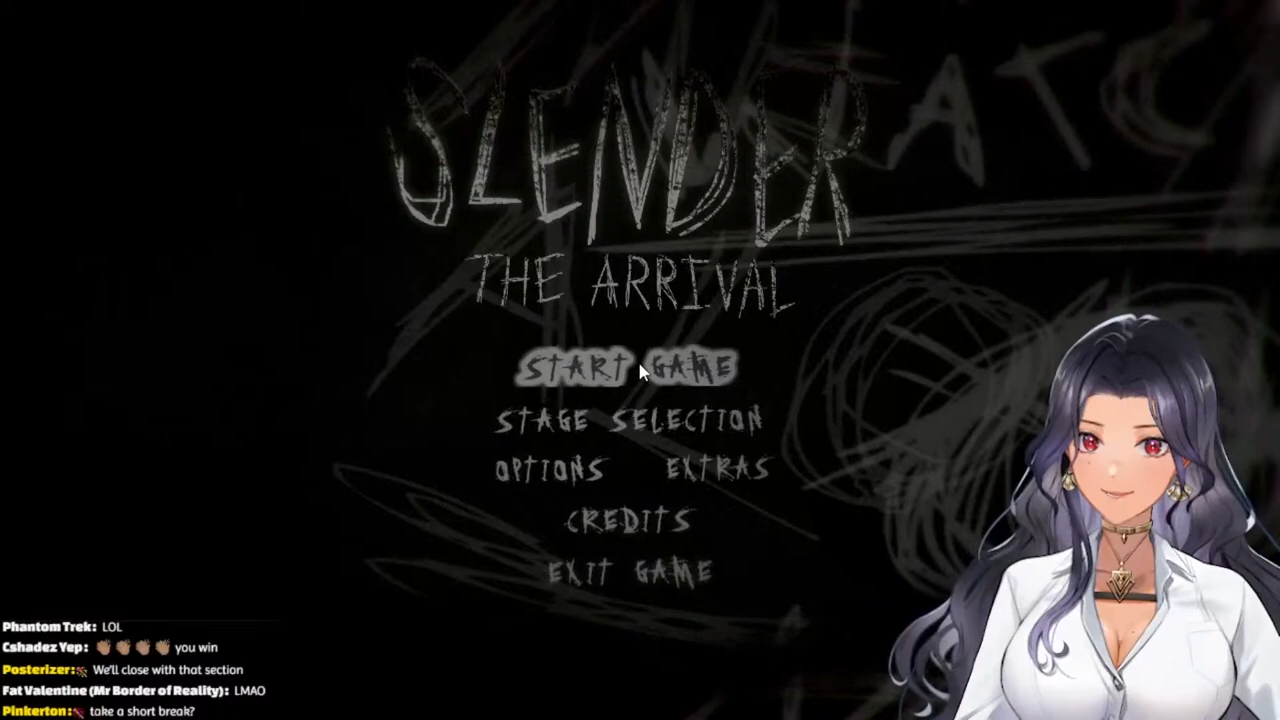 SLENDER
ATC
THE ARRIVAL
START GAME
STAGE SELECTION
OPTIONS EXTRAS
CREDITS
EXIT GAME
Phantom Trek: LOL
Cshadez Yep: 👏🏽👏🏽👏🏽👏🏽 you win
Posterizer: We'll close with that section
Fat Valentine (Mr Border of Reality): LMAO
Pinkerton: take a short break?